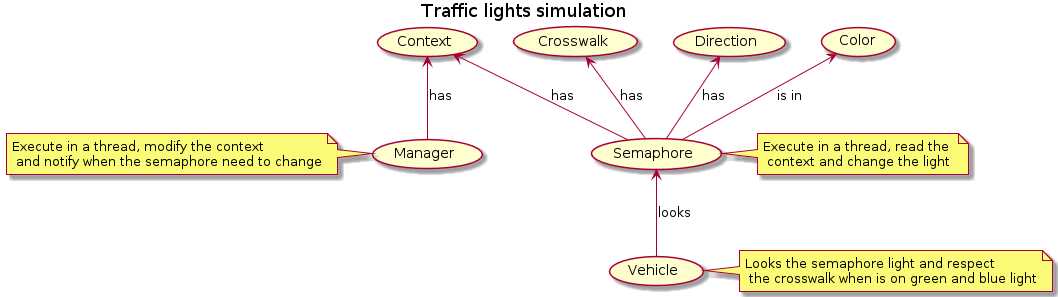 Traffic lights simulation
Context
Crosswalk
Direction
Color
has
has
has
has
is in
Execute in a thread, modify the context
and notify when the semaphore need to change
Manager
Semaphore
Execute in a thread, read the
context and change the light
looks
Vehicle
Looks the semaphore light and respect
the crosswalk when is on green and blue light